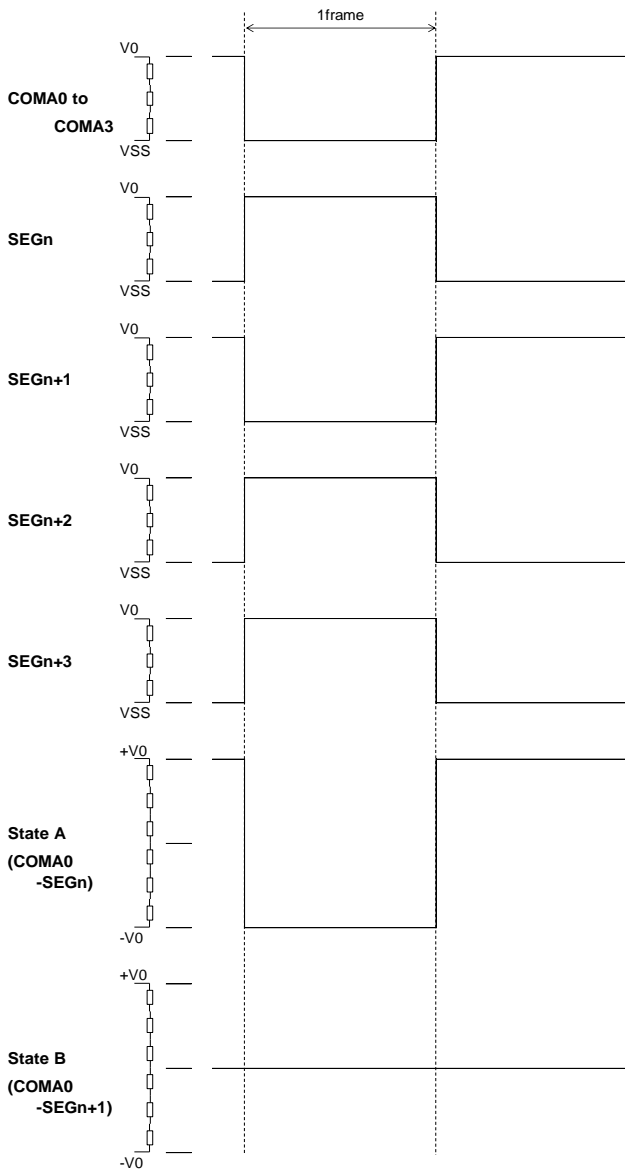 1frame
V0
COMA0 to
COMA3
VSS
V0
SEGn
VSS
V0
SEGn+1
VSS
V0
SEGn+2
VSS
V0
SEGn+3
VSS
+V0
State A
(COMA0
-SEGn)
-V0
+V0
State B
(COMA0
-SEGn+1)
-V0